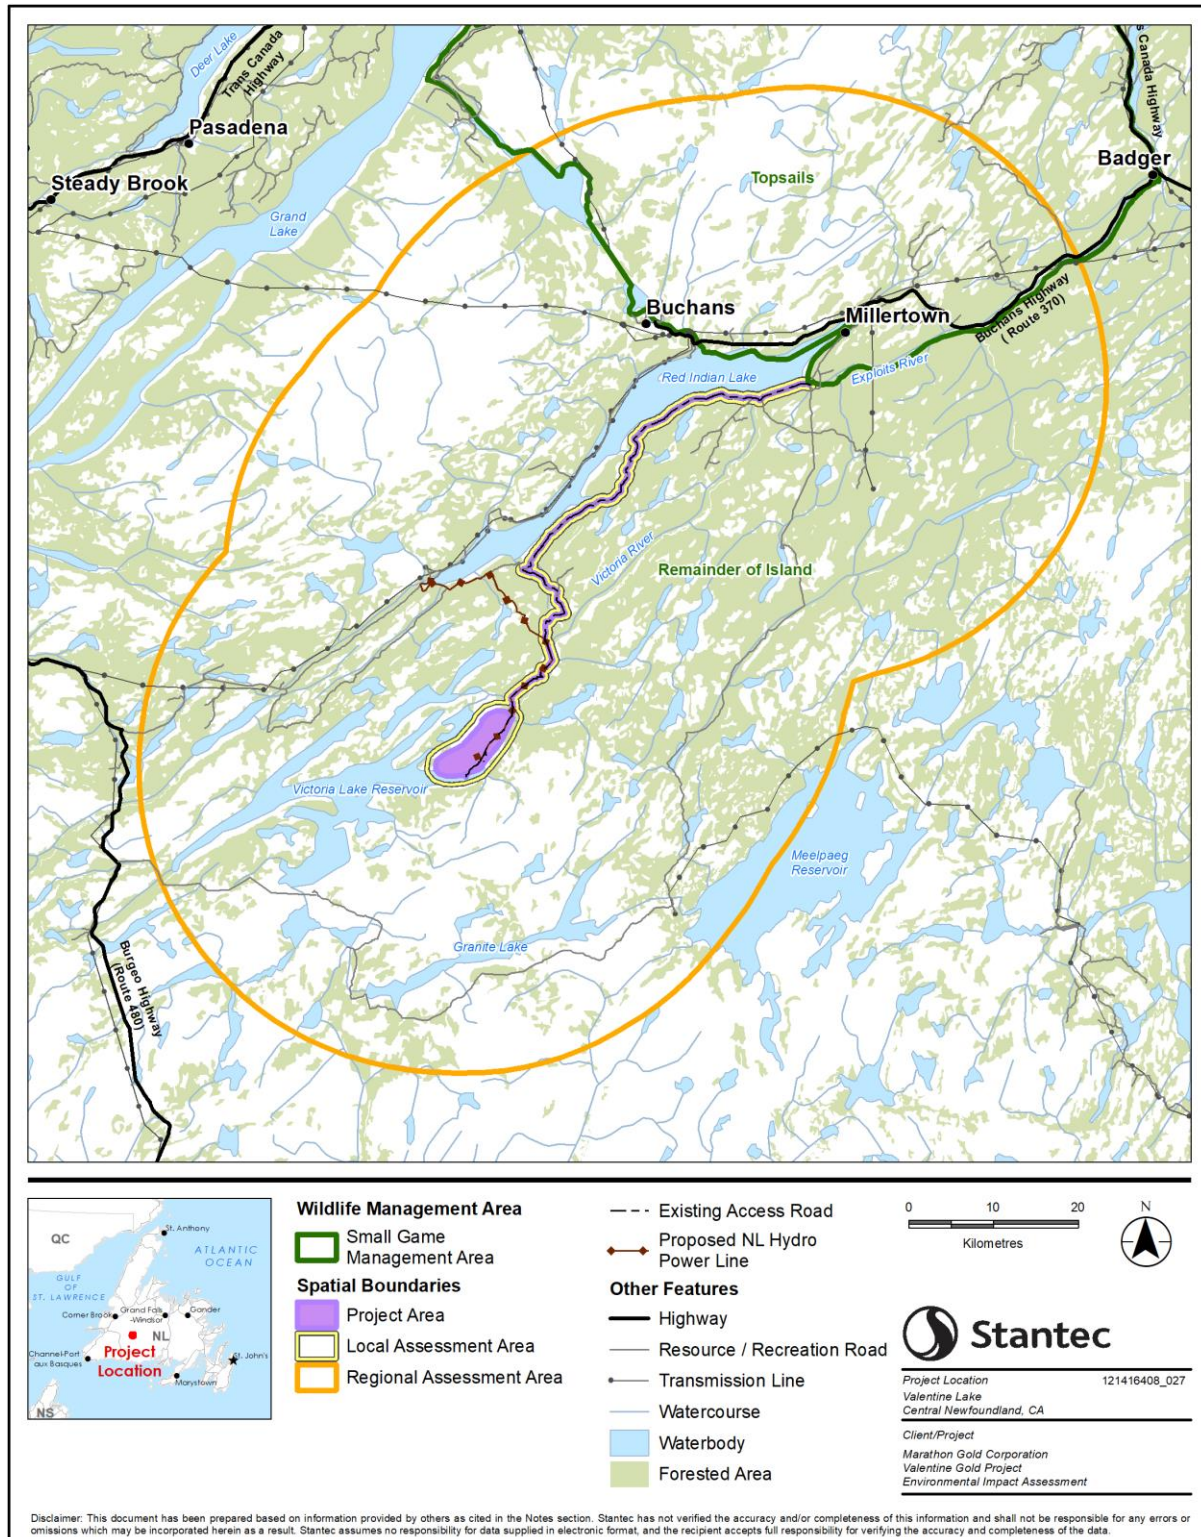 Deer Lake
Trans Canada
Highway
s Canada Highway
Pasadena
Steady Brook
Badger
Topsails
Grand
Lake
Buchans
Millertown
Buchans Highway
( Route 370)
Red Indian Lake
Exploits River
Victoria River
Remainder of Island
Victoria Lake Reservoir
Meelpaeg
Reservoir
Granite Lake
Burgeo Highway
(Route 480)
QC
St. Anthony
ATLANTIC
OCEAN
GULF
OF
ST. LAWRENCE
Corner Brook
Grand Falls
-Windsor
Gander
NL
Project
Location
Channel-Port
aux Basques
St. John's
Marystown
NS
Wildlife Management Area
Small Game
Management Area
Spatial Boundaries
Project Area
Local Assessment Area
Regional Assessment Area
Existing Access Road
Proposed NL Hydro
Power Line
Other Features
Highway
Resource / Recreation Road
Transmission Line
Watercourse
Waterbody
Forested Area
0 10 20
Kilometres
N
Stantec
Project Location 121416408_027
Valentine Lake
Central Newfoundland, CA
Client/Project
Marathon Gold Corporation
Valentine Gold Project
Environmental Impact Assessment
Disclaimer: This document has been prepared based on information provided by others as cited in the Notes section. Stantec has not verified the accuracy and/or completeness of this information and shall not be responsible for any errors or
omissions which may be incorporated herein as a result. Stantec assumes no responsibility for data supplied in electronic format, and the recipient accepts full responsibility for verifying the accuracy and completeness of the data.